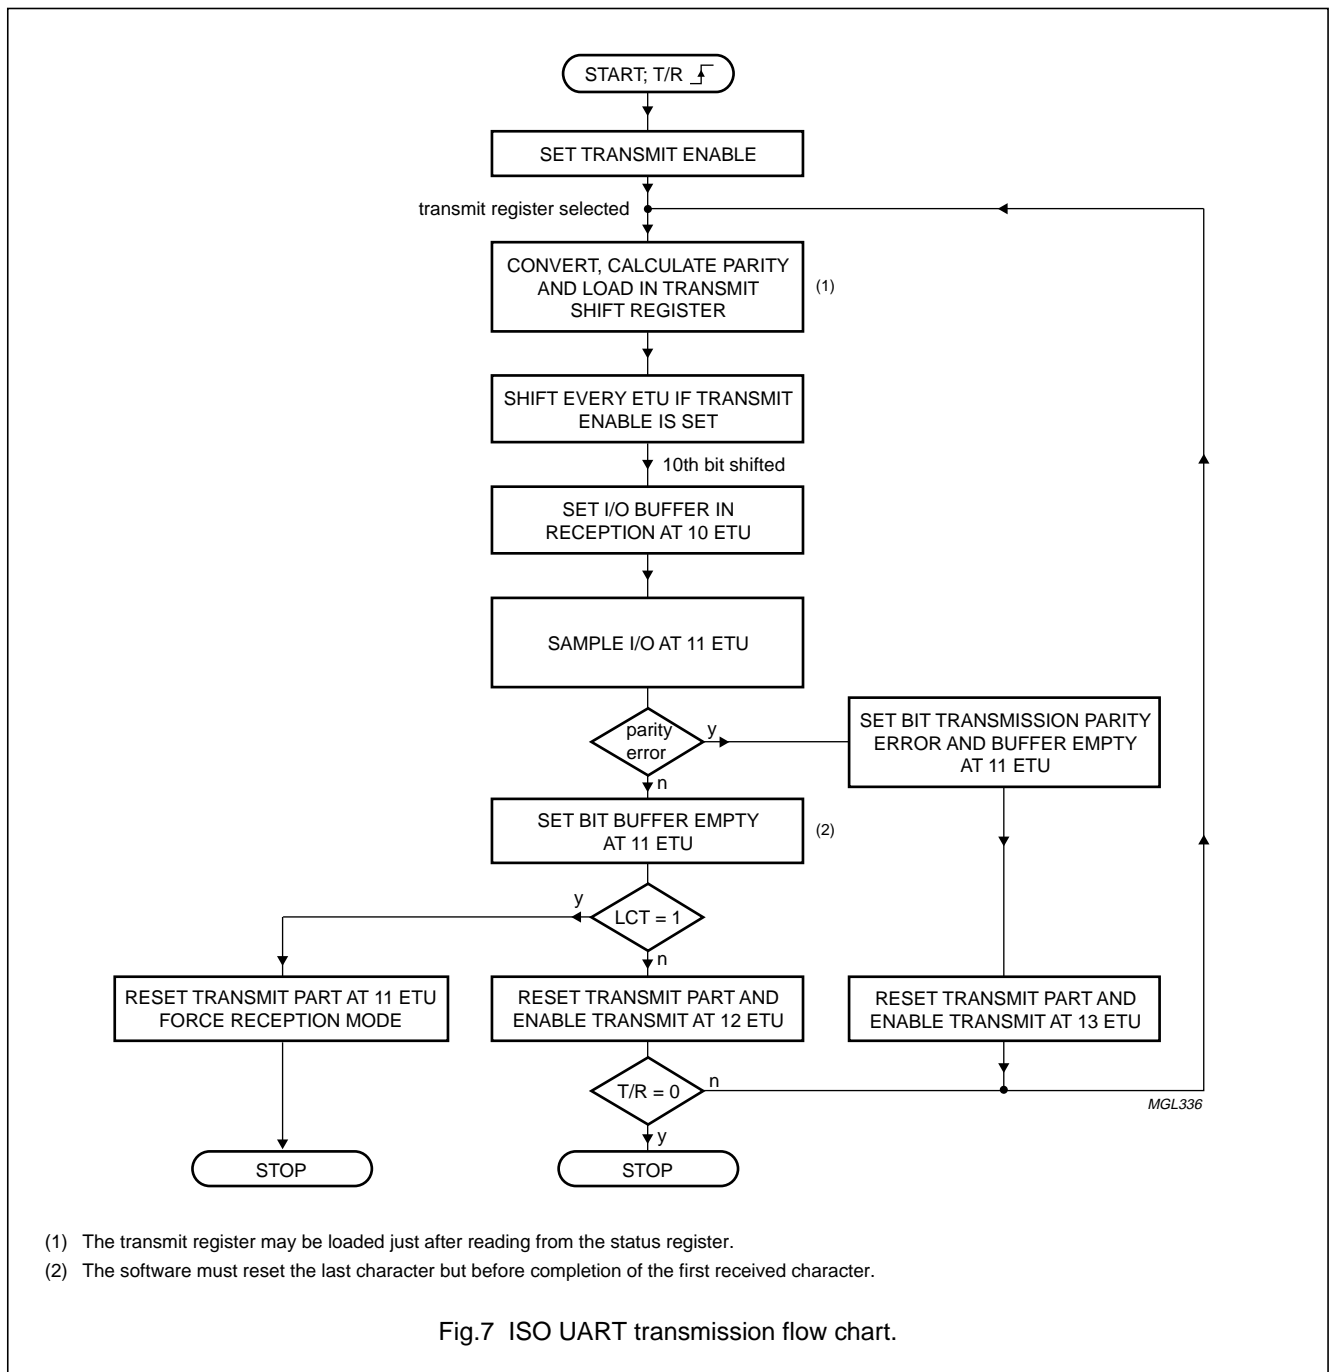 START; T/R
SET TRANSMIT ENABLE
transmit register selected
CONVERT, CALCULATE PARITY
AND LOAD IN TRANSMIT
SHIFT REGISTER
(1)
SHIFT EVERY ETU IF TRANSMIT
ENABLE IS SET
10th bit shifted
SET I/O BUFFER IN
RECEPTION AT 10 ETU
SAMPLE I/O AT 11 ETU
parity
error
y
SET BIT TRANSMISSION PARITY
ERROR AND BUFFER EMPTY
AT 11 ETU
n
SET BIT BUFFER EMPTY
AT 11 ETU
(2)
y
LCT = 1
n
RESET TRANSMIT PART AT 11 ETU
FORCE RECEPTION MODE
RESET TRANSMIT PART AND
ENABLE TRANSMIT AT 12 ETU
RESET TRANSMIT PART AND
ENABLE TRANSMIT AT 13 ETU
T/R = 0
n
MGL336
y
STOP
STOP
(1) The transmit register may be loaded just after reading from the status register.
(2) The software must reset the last character but before completion of the first received character.
Fig.7 ISO UART transmission flow chart.